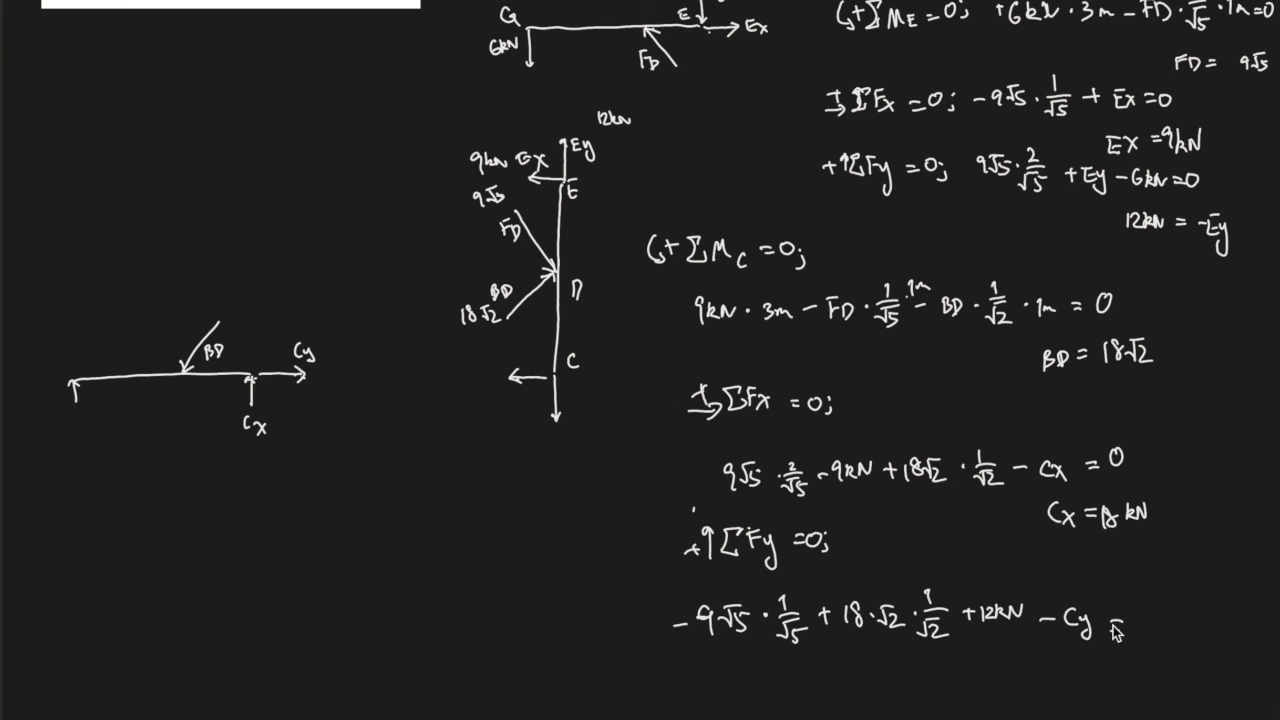 G
6kN
E
Ex
FD
↺+ΣM_E=0; +6kN·3m−FD·2/√5·1m=0
FD= 9√5
→+ΣFx=0; −9√5·1/√5 + Ex=0
Ex=9kN
+↑ΣFy=0; 9√5·2/√5 +Ey−6kN=0
12kN = −Ey
12kN
Ey
9kN Ex
E
9√5
FD
BD
18√2
D
C
↺+ΣM_C=0;
9kN·3m − FD·1/√5·1m − BD·1/√2·1m = 0
BD = 18√2
→+ΣFx =0;
9√5·2/√5 −9kN +18√2·1/√2 − Cx = 0
Cx = 18 kN
+↑ΣFy =0;
−9√5·1/√5 + 18·√2·1/√2 +12kN − Cy =
BD
Cy
Cx